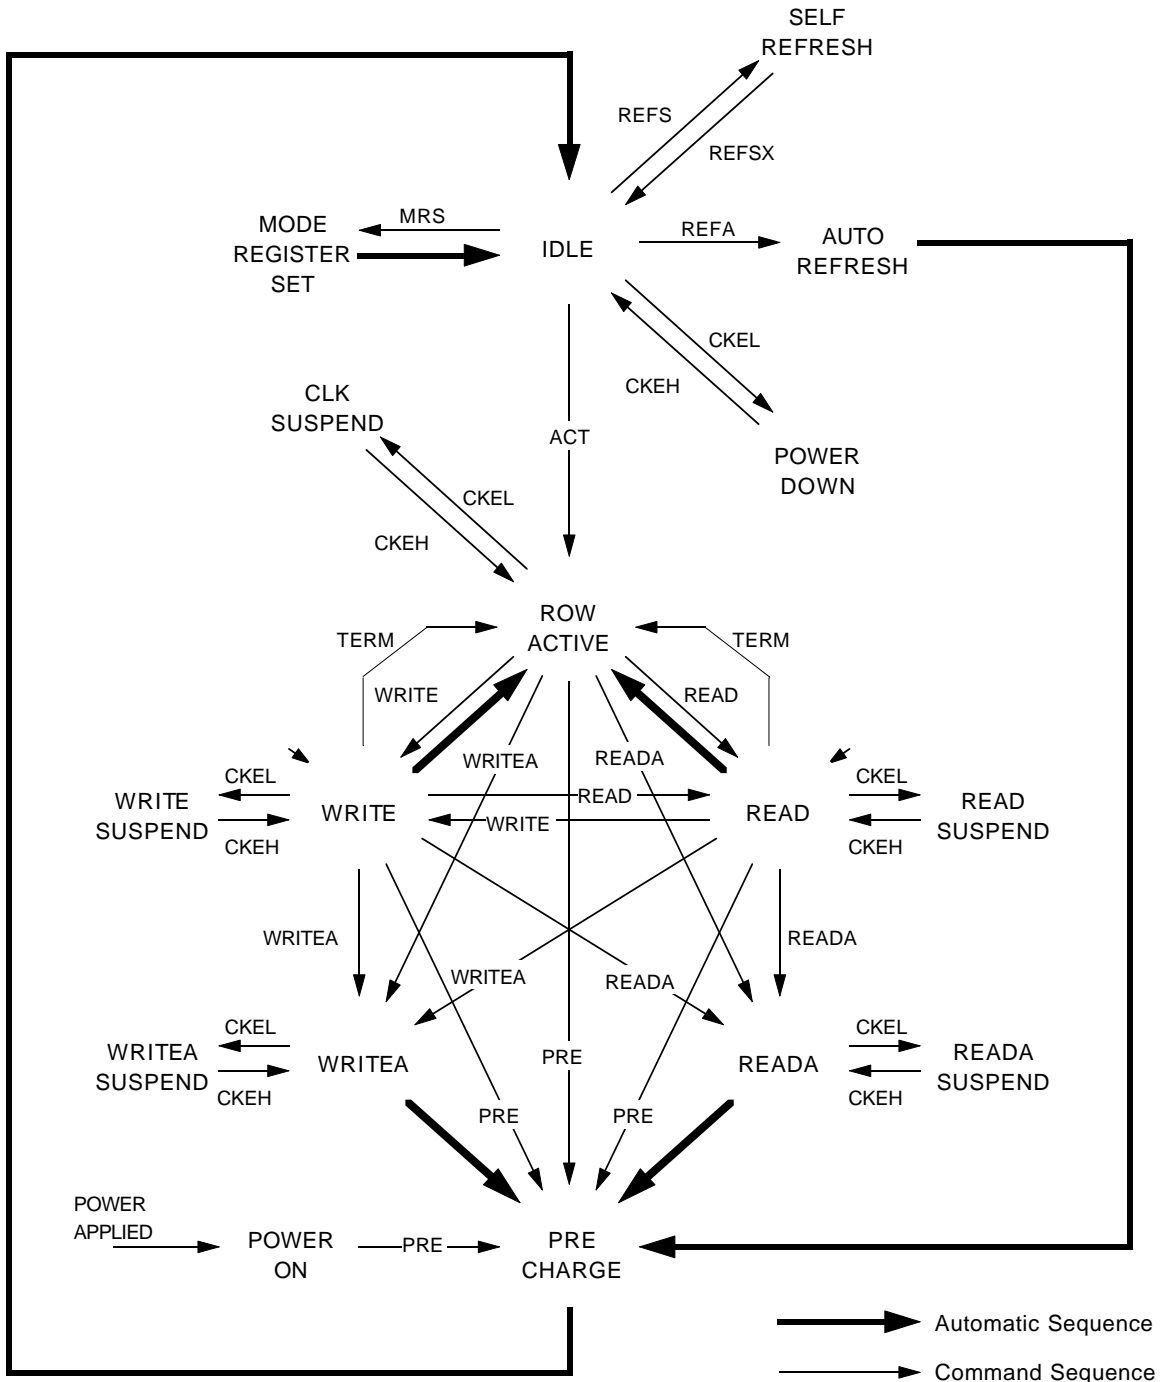 SELF
REFRESH
REFS
REFSX
MODE
REGISTER
SET
MRS
IDLE
REFA
AUTO
REFRESH
CKEL
CKEH
CLK
SUSPEND
ACT
POWER
DOWN
CKEL
CKEH
ROW
ACTIVE
TERM
TERM
WRITE
READ
WRITEA
READA
CKEL
CKEL
WRITE
SUSPEND
WRITE
READ
WRITE
READ
READ
SUSPEND
CKEH
CKEH
WRITEA
READA
WRITEA
READA
CKEL
CKEL
WRITEA
SUSPEND
WRITEA
PRE
READA
READA
SUSPEND
CKEH
CKEH
PRE
PRE
POWER
APPLIED
POWER
ON
PRE
PRE
CHARGE
Automatic Sequence
Command Sequence